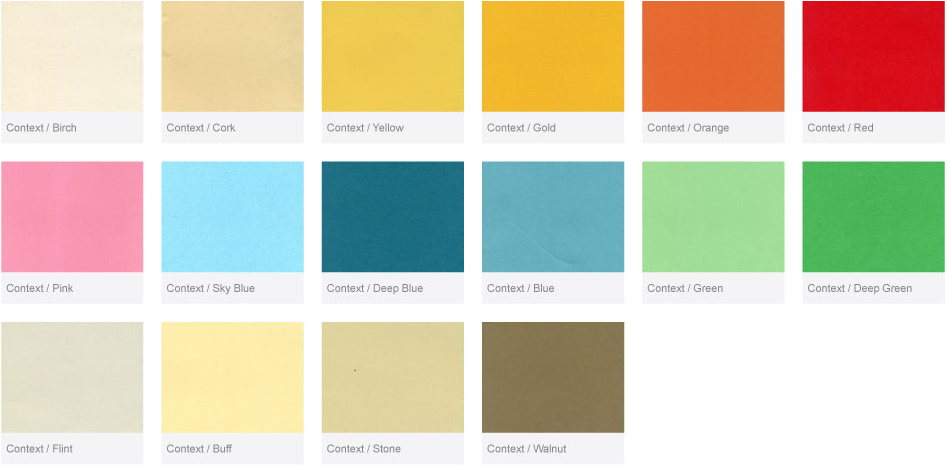 Context / Birch
Context / Cork
Context / Yellow
Context / Gold
Context / Orange
Context / Red
Context / Pink
Context / Sky Blue
Context / Deep Blue
Context / Blue
Context / Green
Context / Deep Green
Context / Flint
Context / Buff
Context / Stone
Context / Walnut